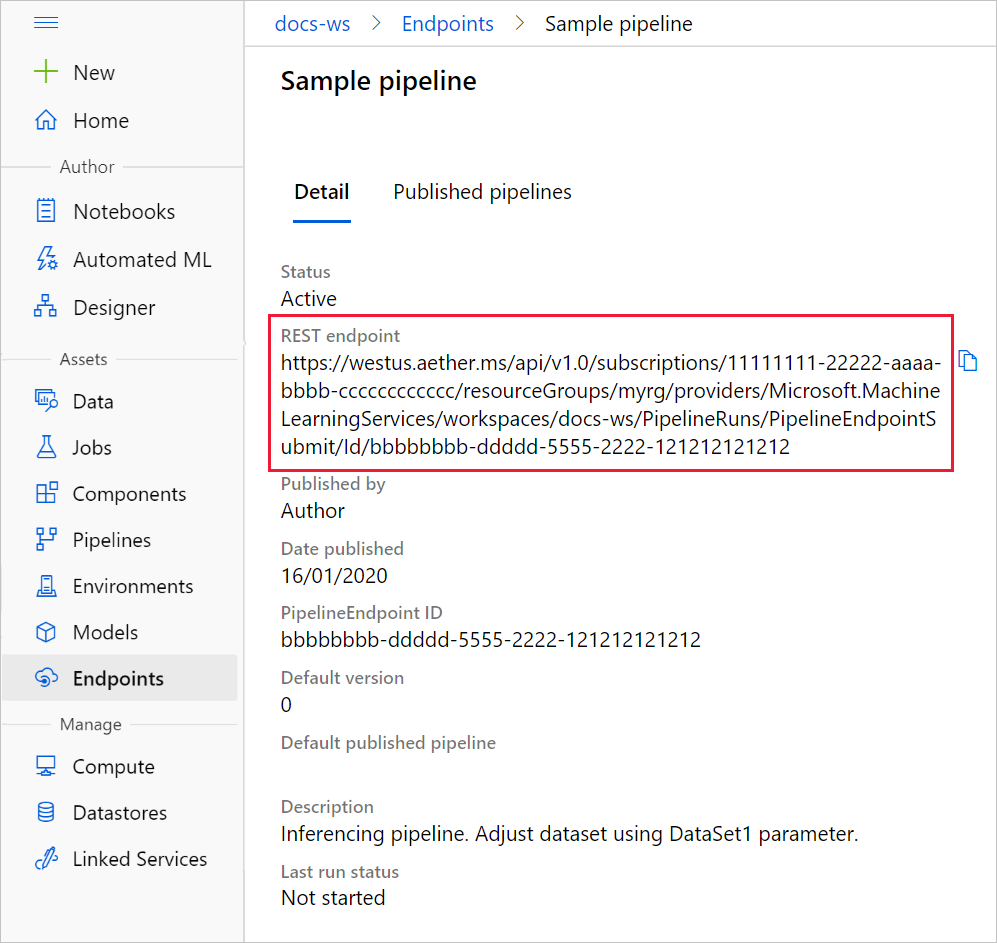 docs-ws > Endpoints > Sample pipeline
New
Home
Author
Notebooks
Automated ML
Designer
Assets
Data
Jobs
Components
Pipelines
Environments
Models
Endpoints
Manage
Compute
Datastores
Linked Services
Sample pipeline
Detail Published pipelines
Status
Active
REST endpoint
https://westus.aether.ms/api/v1.0/subscriptions/11111111-22222-aaaa-
bbbb-cccccccccccc/resourceGroups/myrg/providers/Microsoft.Machine
LearningServices/workspaces/docs-ws/PipelineRuns/PipelineEndpointS
ubmit/Id/bbbbbbbb-ddddd-5555-2222-121212121212
Published by
Author
Date published
16/01/2020
PipelineEndpoint ID
bbbbbbbb-ddddd-5555-2222-121212121212
Default version
0
Default published pipeline
Description
Inferencing pipeline. Adjust dataset using DataSet1 parameter.
Last run status
Not started